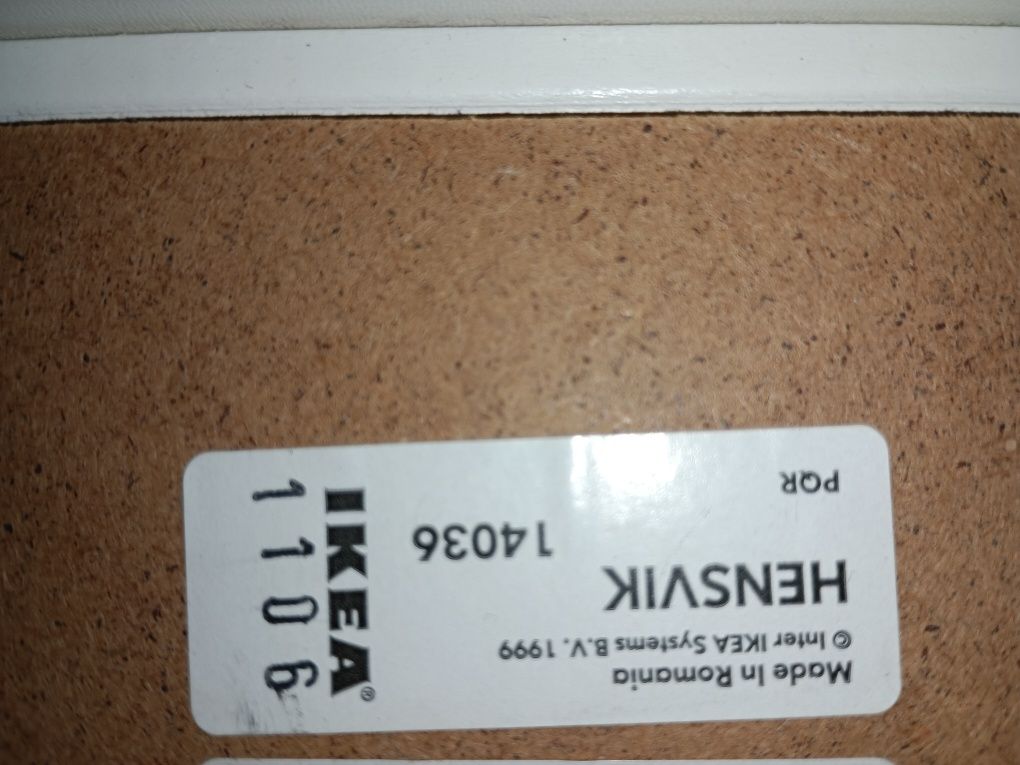 Made In Romania
© Inter IKEA Systems B.V. 1999
HENSVIK
14036
PQR
IKEA®
1106